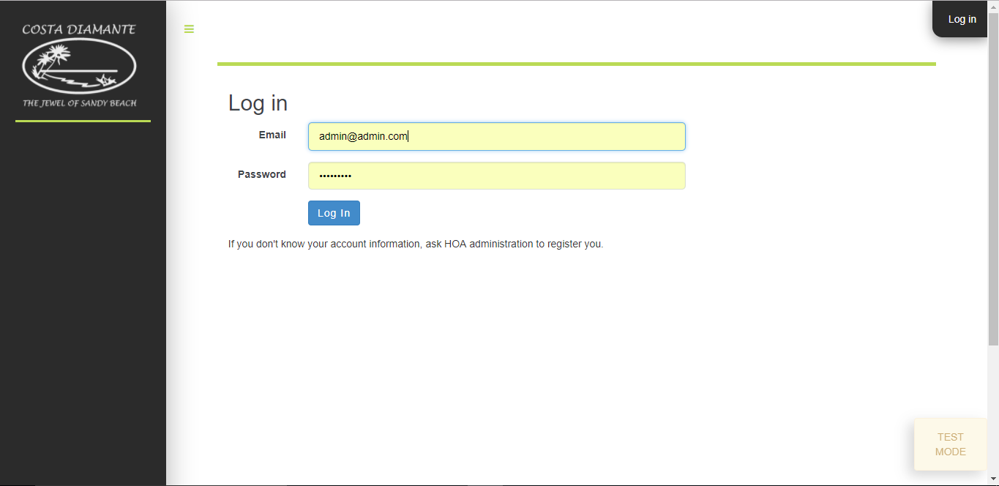 COSTA DIAMANTE
THE JEWEL OF SANDY BEACH
Log in
Log in
Email
admin@admin.com
Password
•••••••••
Log In
If you don't know your account information, ask HOA administration to register you.
TEST
MODE